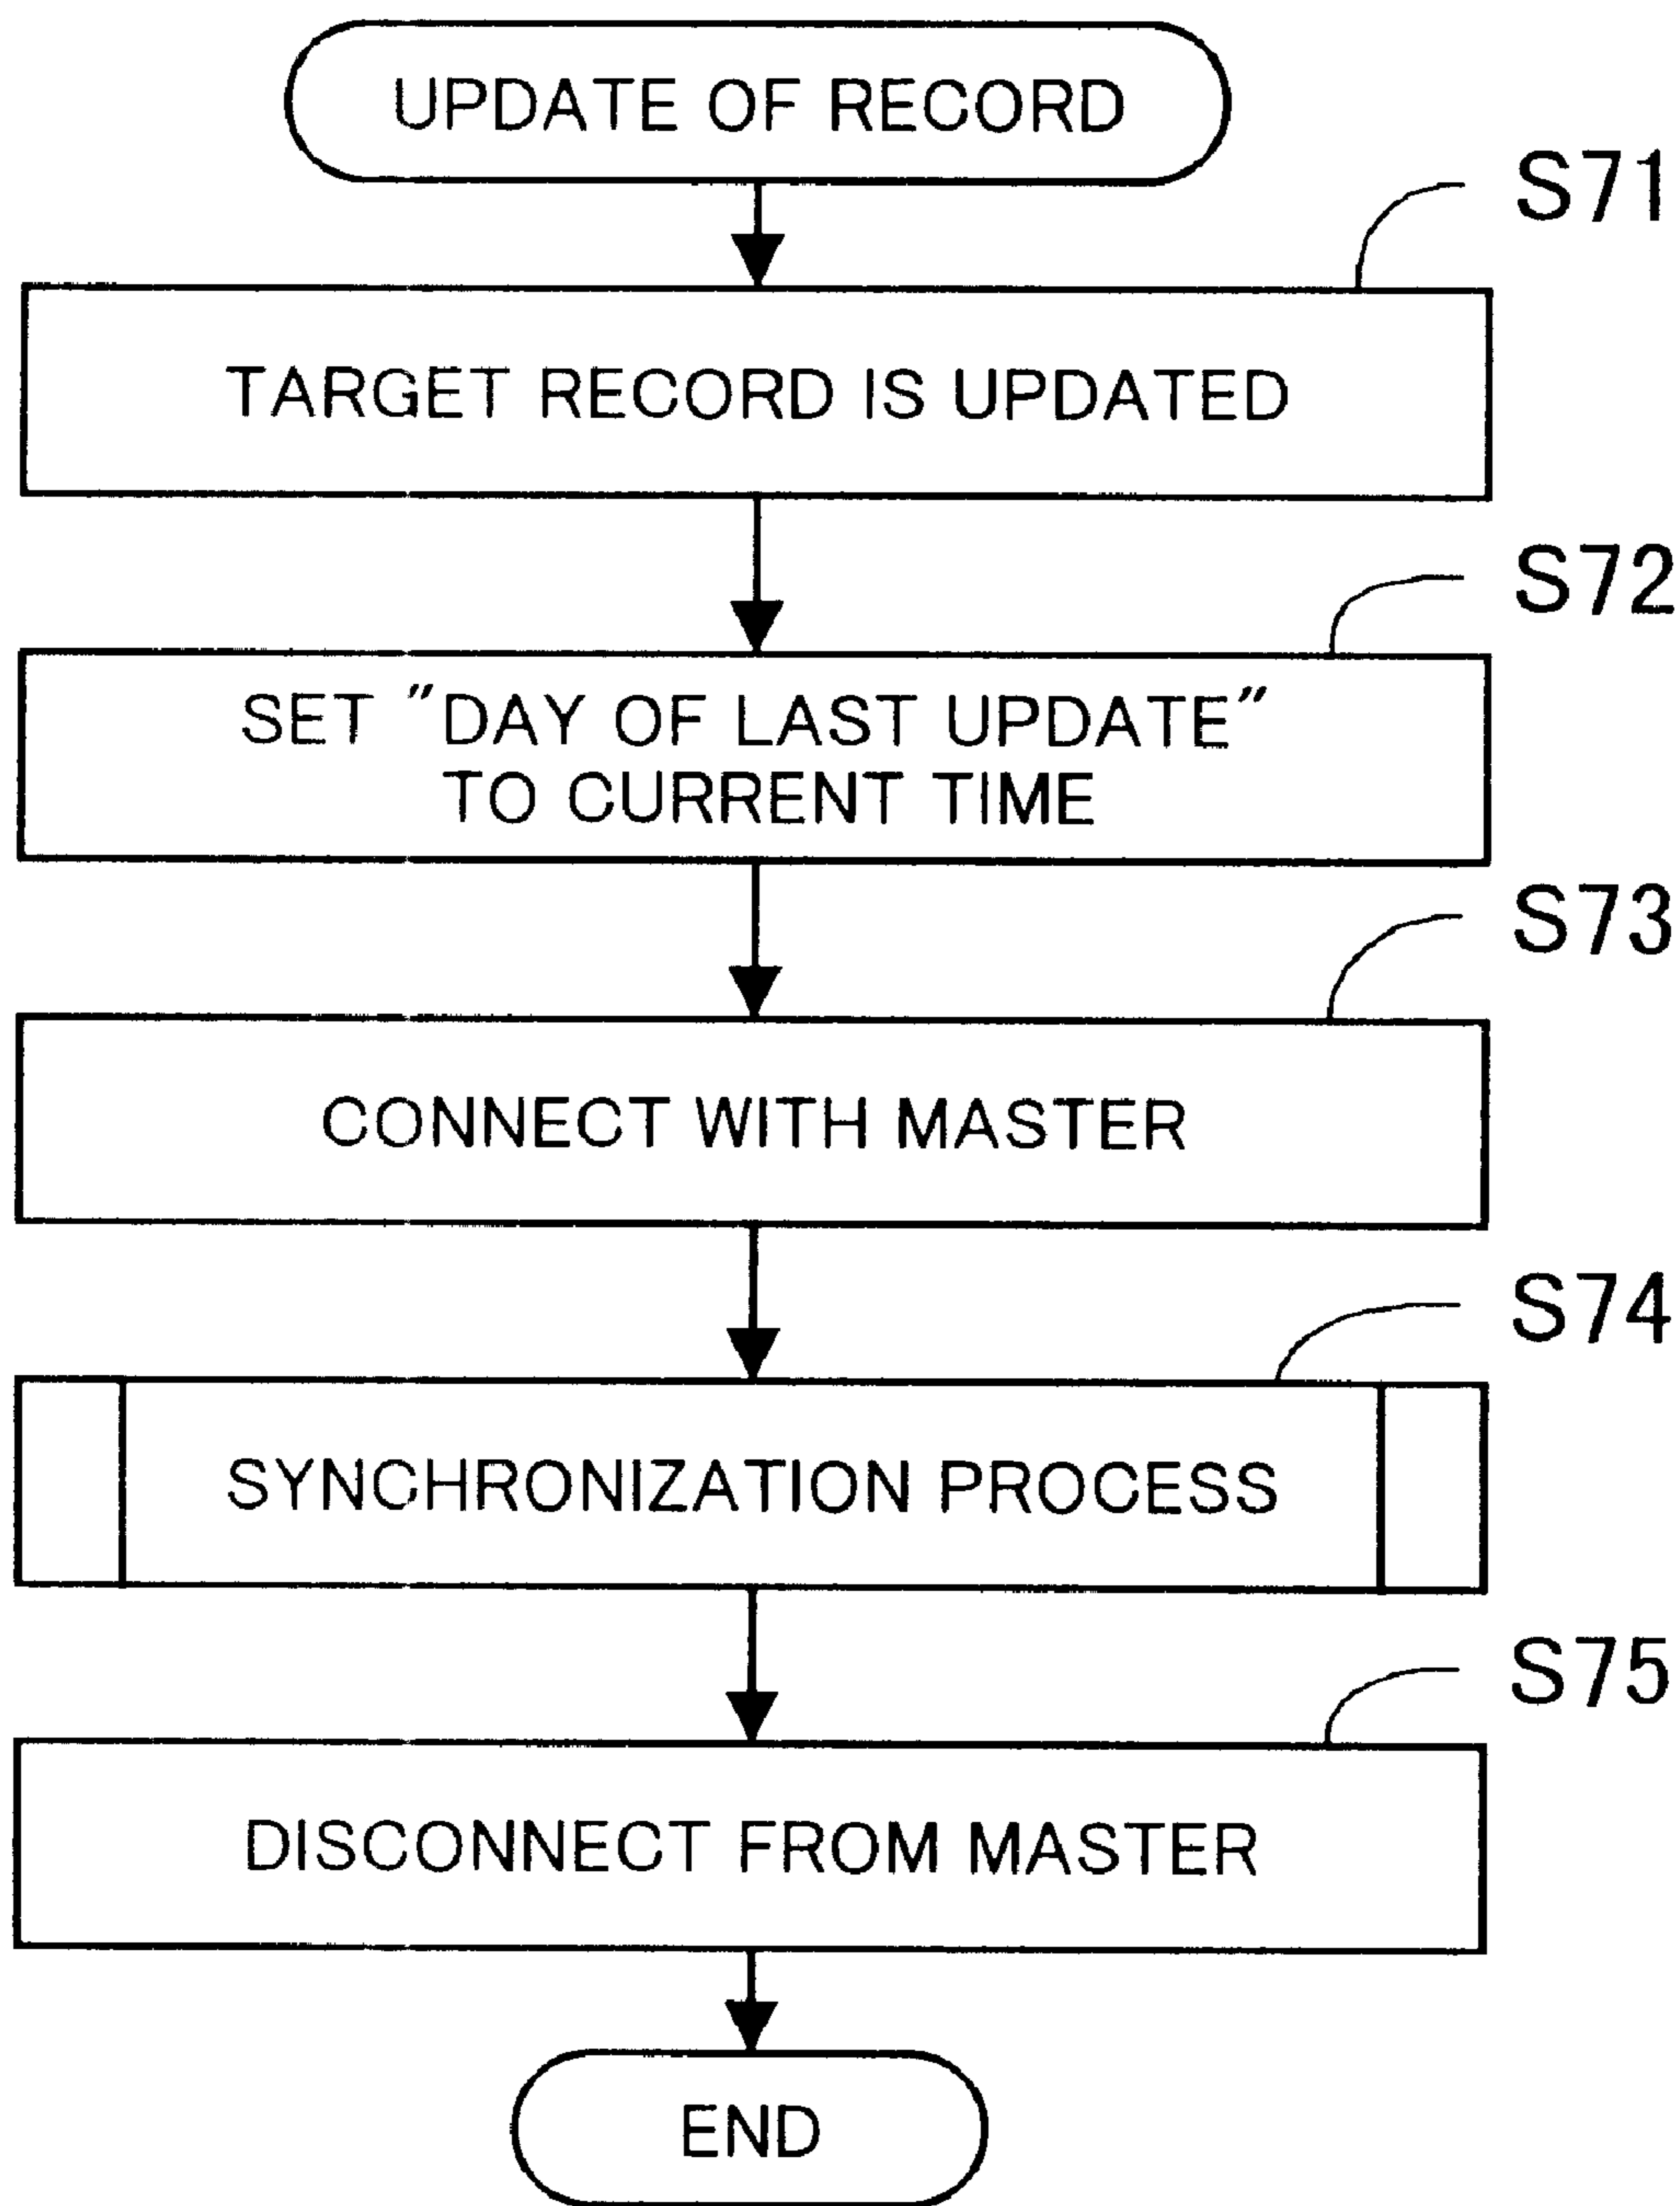 UPDATE OF RECORD
S71
TARGET RECORD IS UPDATED
S72
SET "DAY OF LAST UPDATE"
TO CURRENT TIME
S73
CONNECT WITH MASTER
S74
SYNCHRONIZATION PROCESS
S75
DISCONNECT FROM MASTER
END